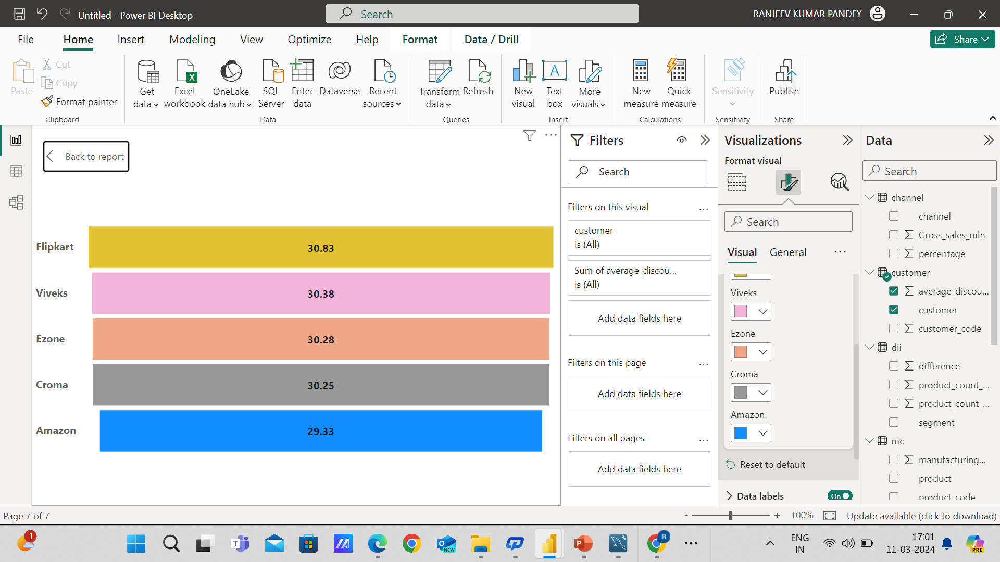 Untitled - Power BI Desktop
Search
RANJEEV KUMAR PANDEY
File Home Insert Modeling View Optimize Help Format Data / Drill
Share
Paste
Cut
Copy
Format painter
Clipboard
Get data
Excel workbook
OneLake data hub
SQL Server
Enter data
Dataverse
Recent sources
Data
Transform data
Refresh
Queries
New visual
Text box
More visuals
Insert
New measure
Quick measure
Calculations
Sensitivity
Sensitivity
Publish
Share
Back to report
Flipkart 30.83
Viveks 30.38
Ezone 30.28
Croma 30.25
Amazon 29.33
Filters
Search
Filters on this visual ...
customer
is (All)
Sum of average_discou...
is (All)
Add data fields here
Filters on this page ...
Add data fields here
Filters on all pages ...
Add data fields here
Visualizations
Format visual
Search
Visual General ...
Viveks
Ezone
Croma
Amazon
Reset to default
Data labels On
Data
Search
channel
channel
Gross_sales_mln
percentage
customer
average_discou...
customer
customer_code
dii
difference
product_count_...
product_count_...
segment
mc
manufacturing...
product
product_code
Page 7 of 7
- + 100%
Update available (click to download)
1
NEW
R
ENG
IN
17:01
11-03-2024
PRE